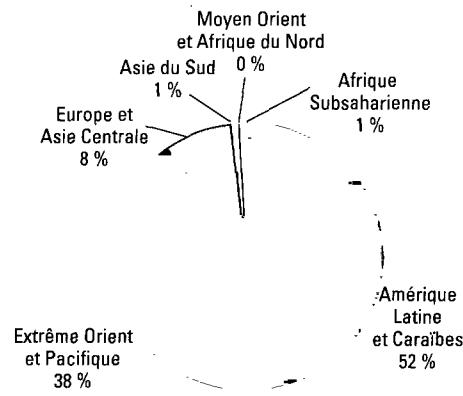 Moyen Orient
et Afrique du Nord
0 %
Asie du Sud
1 %
Afrique
Subsaharienne
1 %
Europe et
Asie Centrale
8 %
Amérique
Latine
et Caraïbes
52 %
Extrême Orient
et Pacifique
38 %